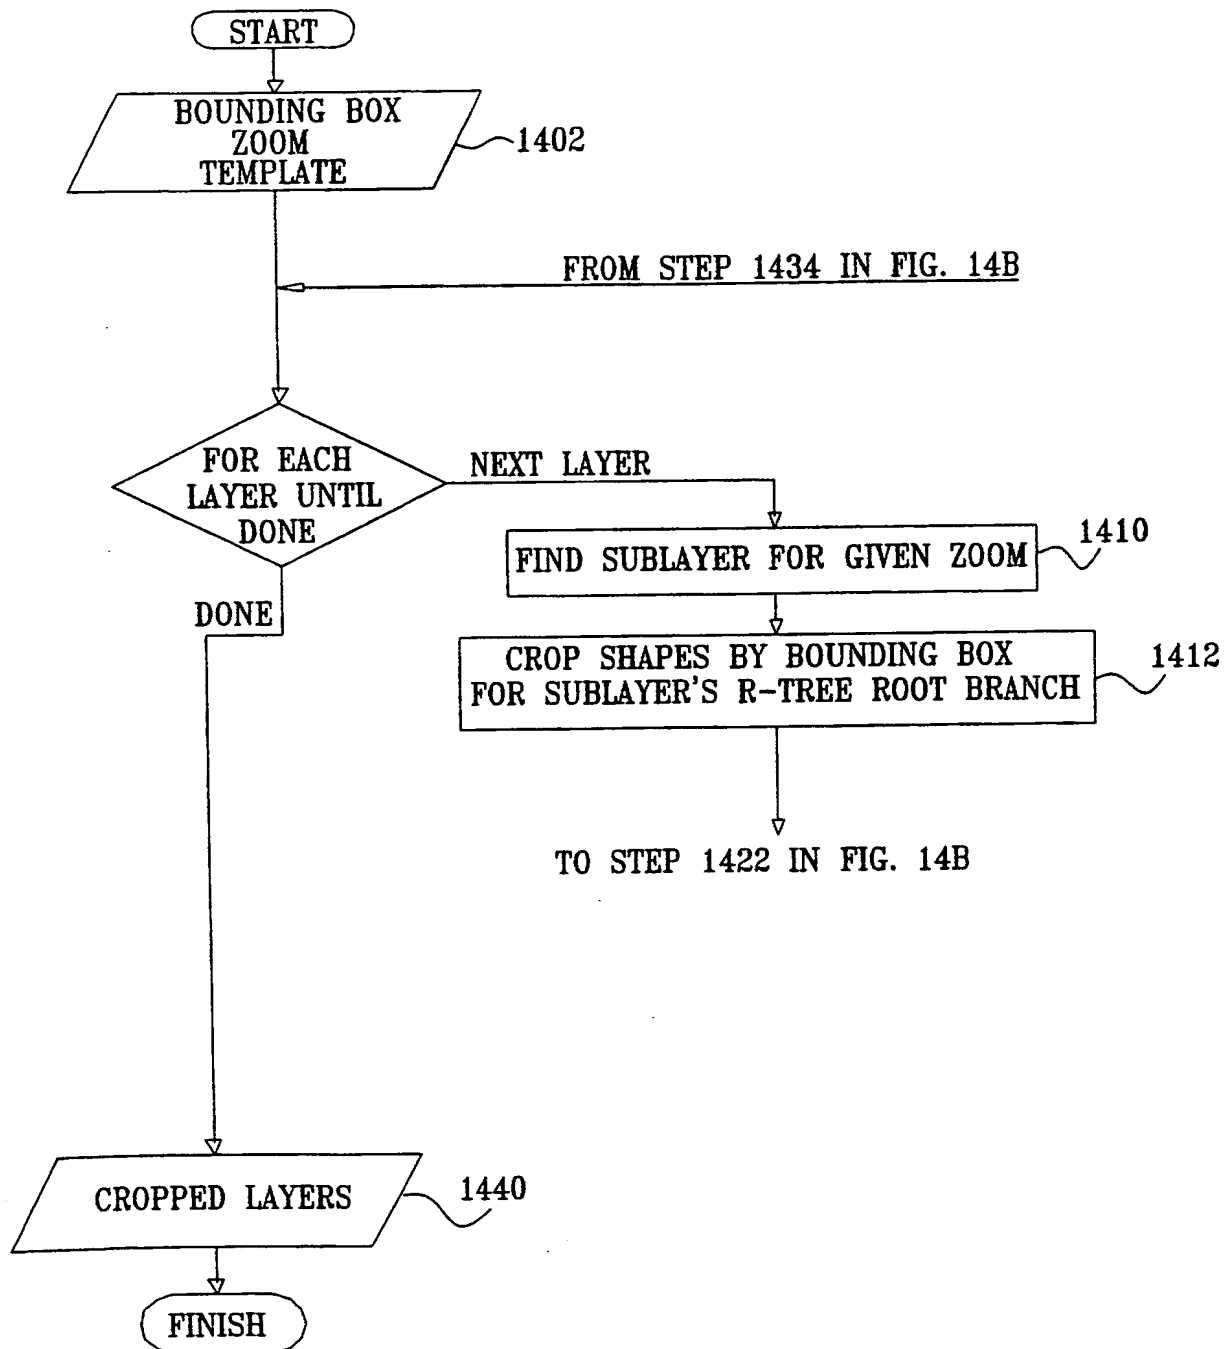 START
BOUNDING BOX
ZOOM
TEMPLATE
1402
FROM STEP 1434 IN FIG. 14B
FOR EACH
LAYER UNTIL
DONE
NEXT LAYER
1410
FIND SUBLAYER FOR GIVEN ZOOM
DONE
CROP SHAPES BY BOUNDING BOX
FOR SUBLAYER'S R-TREE ROOT BRANCH
1412
TO STEP 1422 IN FIG. 14B
CROPPED LAYERS
1440
FINISH